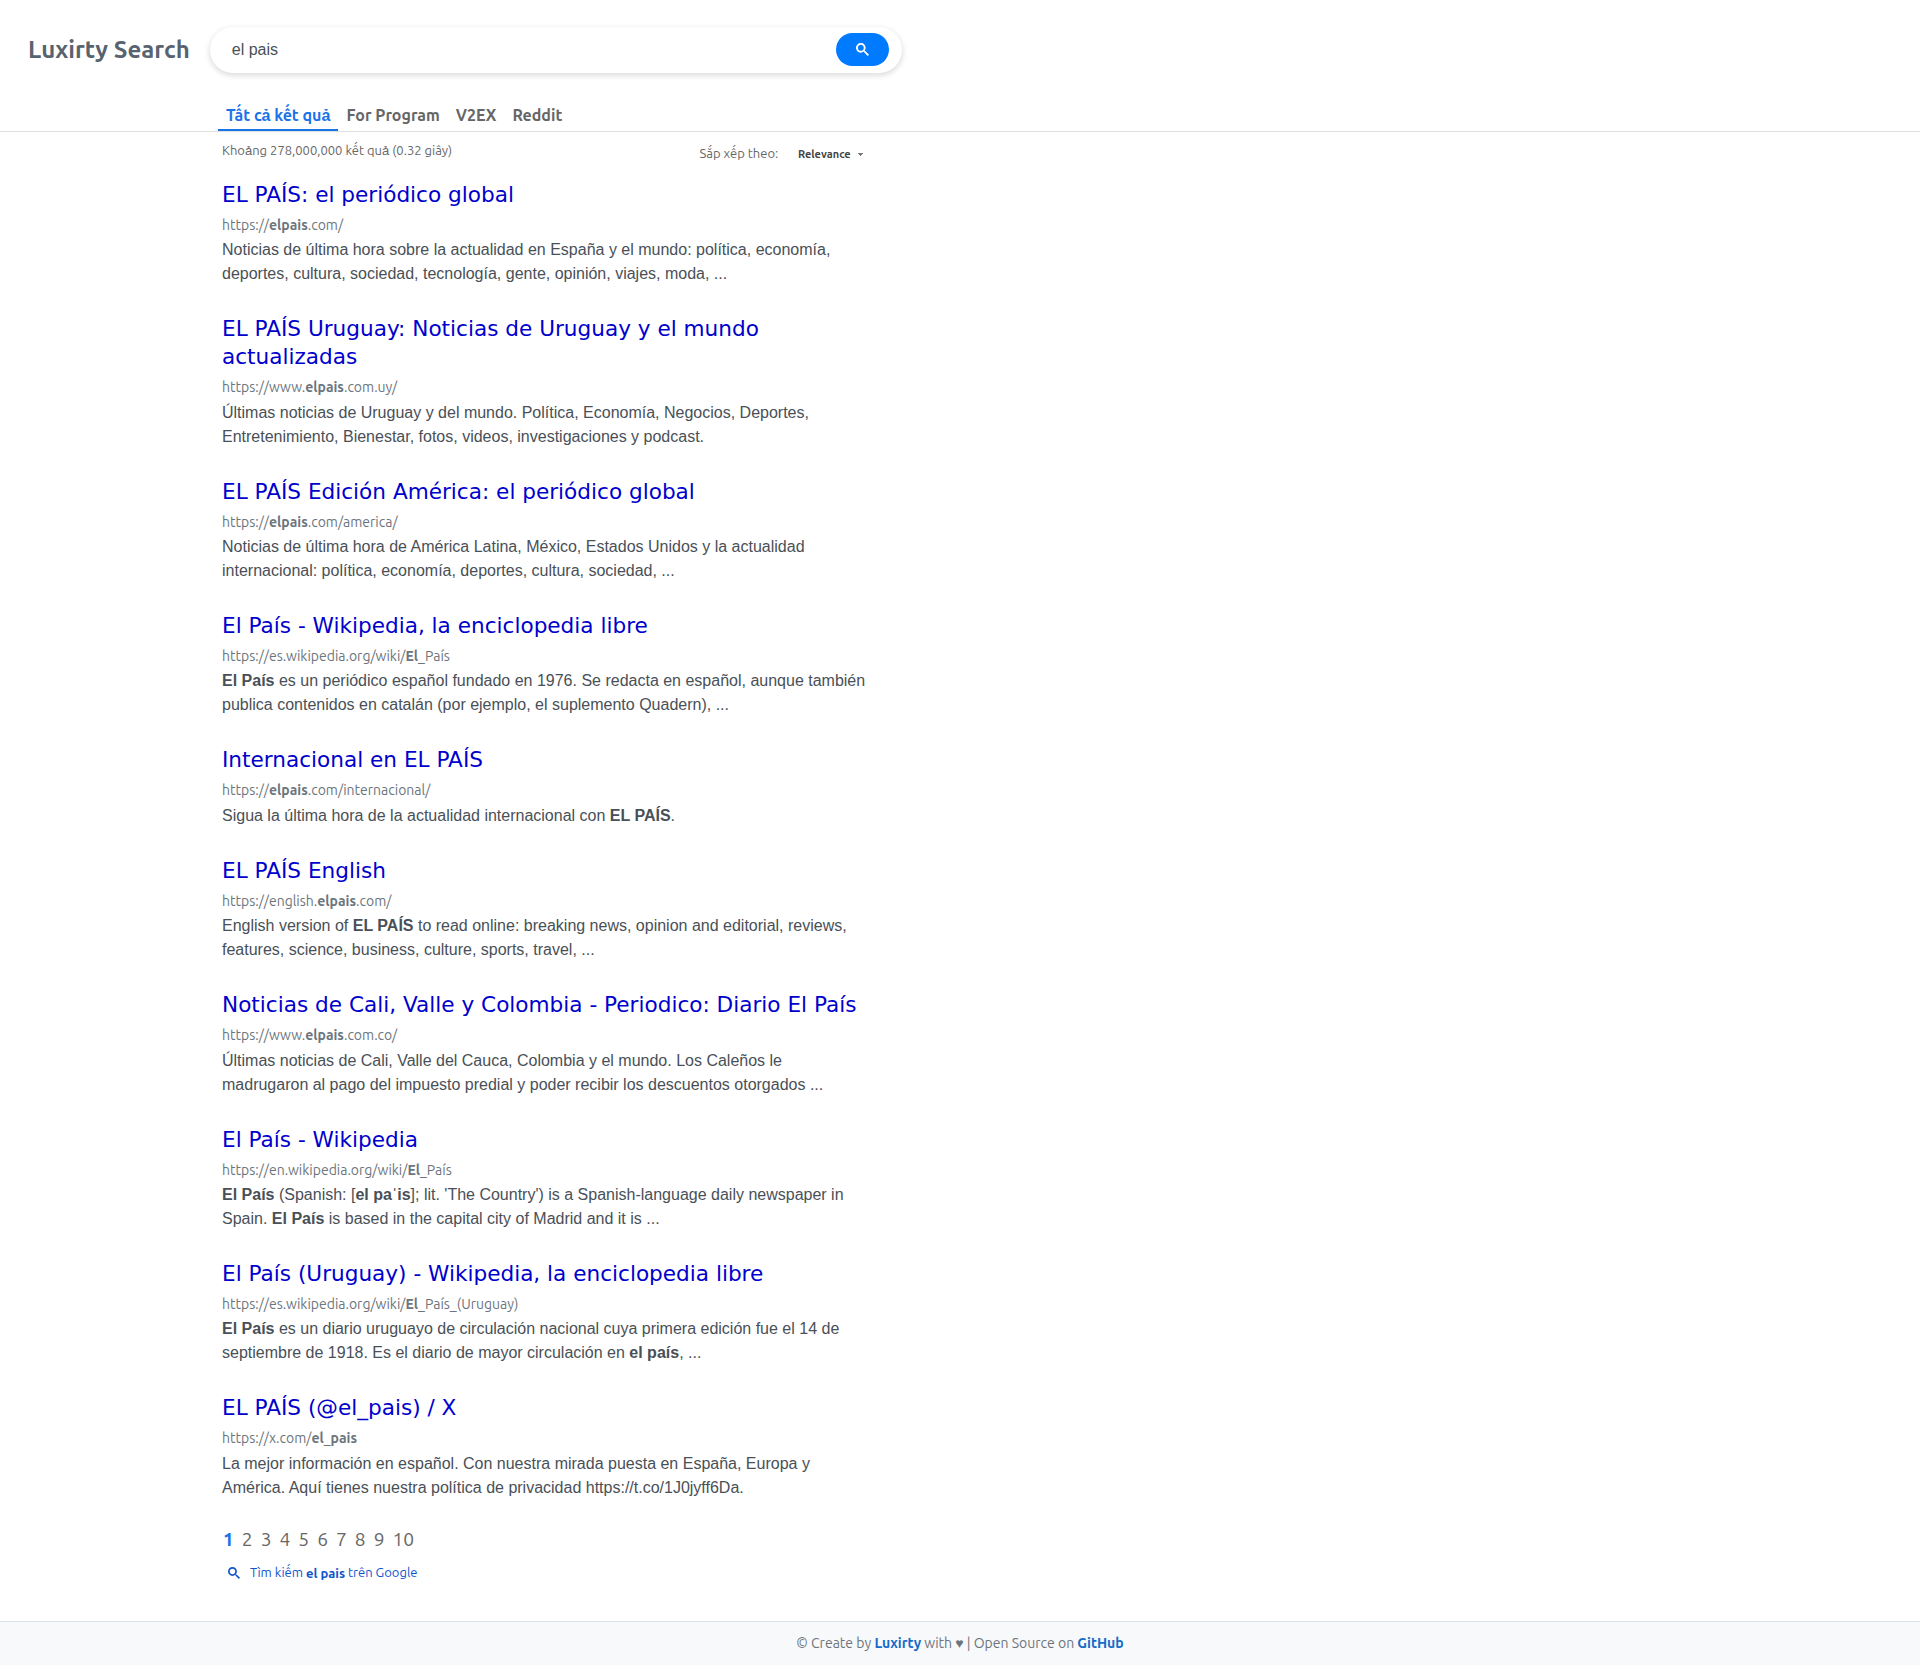 Luxirty Search
el pais
Tất cả kết quả For Program V2EX Reddit
Khoảng 278,000,000 kết quả (0.32 giây)
Sắp xếp theo: Relevance
EL PAÍS: el periódico global
https://elpais.com/
Noticias de última hora sobre la actualidad en España y el mundo: política, economía,
deportes, cultura, sociedad, tecnología, gente, opinión, viajes, moda, ...
EL PAÍS Uruguay: Noticias de Uruguay y el mundo
actualizadas
https://www.elpais.com.uy/
Últimas noticias de Uruguay y del mundo. Política, Economía, Negocios, Deportes,
Entretenimiento, Bienestar, fotos, videos, investigaciones y podcast.
EL PAÍS Edición América: el periódico global
https://elpais.com/america/
Noticias de última hora de América Latina, México, Estados Unidos y la actualidad
internacional: política, economía, deportes, cultura, sociedad, ...
El País - Wikipedia, la enciclopedia libre
https://es.wikipedia.org/wiki/El_País
El País es un periódico español fundado en 1976. Se redacta en español, aunque también
publica contenidos en catalán (por ejemplo, el suplemento Quadern), ...
Internacional en EL PAÍS
https://elpais.com/internacional/
Sigua la última hora de la actualidad internacional con EL PAÍS.
EL PAÍS English
https://english.elpais.com/
English version of EL PAÍS to read online: breaking news, opinion and editorial, reviews,
features, science, business, culture, sports, travel, ...
Noticias de Cali, Valle y Colombia - Periodico: Diario El País
https://www.elpais.com.co/
Últimas noticias de Cali, Valle del Cauca, Colombia y el mundo. Los Caleños le
madrugaron al pago del impuesto predial y poder recibir los descuentos otorgados ...
El País - Wikipedia
https://en.wikipedia.org/wiki/El_País
El País (Spanish: [el paˈis]; lit. 'The Country') is a Spanish-language daily newspaper in
Spain. El País is based in the capital city of Madrid and it is ...
El País (Uruguay) - Wikipedia, la enciclopedia libre
https://es.wikipedia.org/wiki/El_País_(Uruguay)
El País es un diario uruguayo de circulación nacional cuya primera edición fue el 14 de
septiembre de 1918. Es el diario de mayor circulación en el país, ...
EL PAÍS (@el_pais) / X
https://x.com/el_pais
La mejor información en español. Con nuestra mirada puesta en España, Europa y
América. Aquí tienes nuestra política de privacidad https://t.co/1J0jyff6Da.
1 2 3 4 5 6 7 8 9 10
Tìm kiếm el pais trên Google
© Create by Luxirty with ♥ | Open Source on GitHub